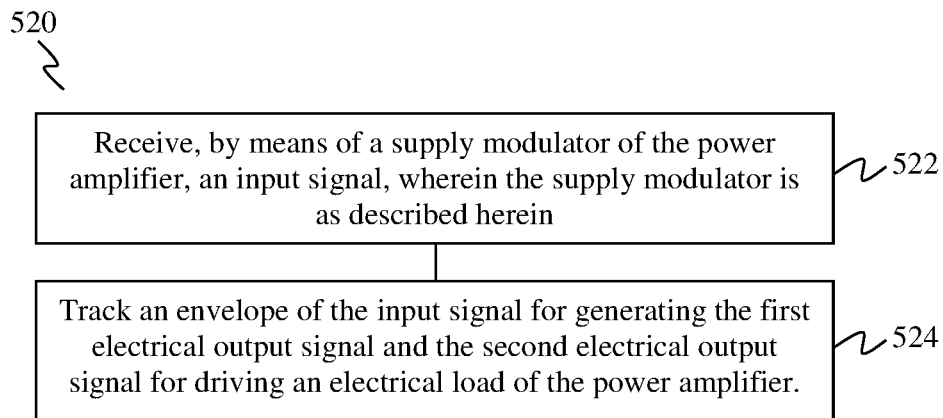 520
Receive, by means of a supply modulator of the power
amplifier, an input signal, wherein the supply modulator is
as described herein
522
Track an envelope of the input signal for generating the first
electrical output signal and the second electrical output
signal for driving an electrical load of the power amplifier.
524